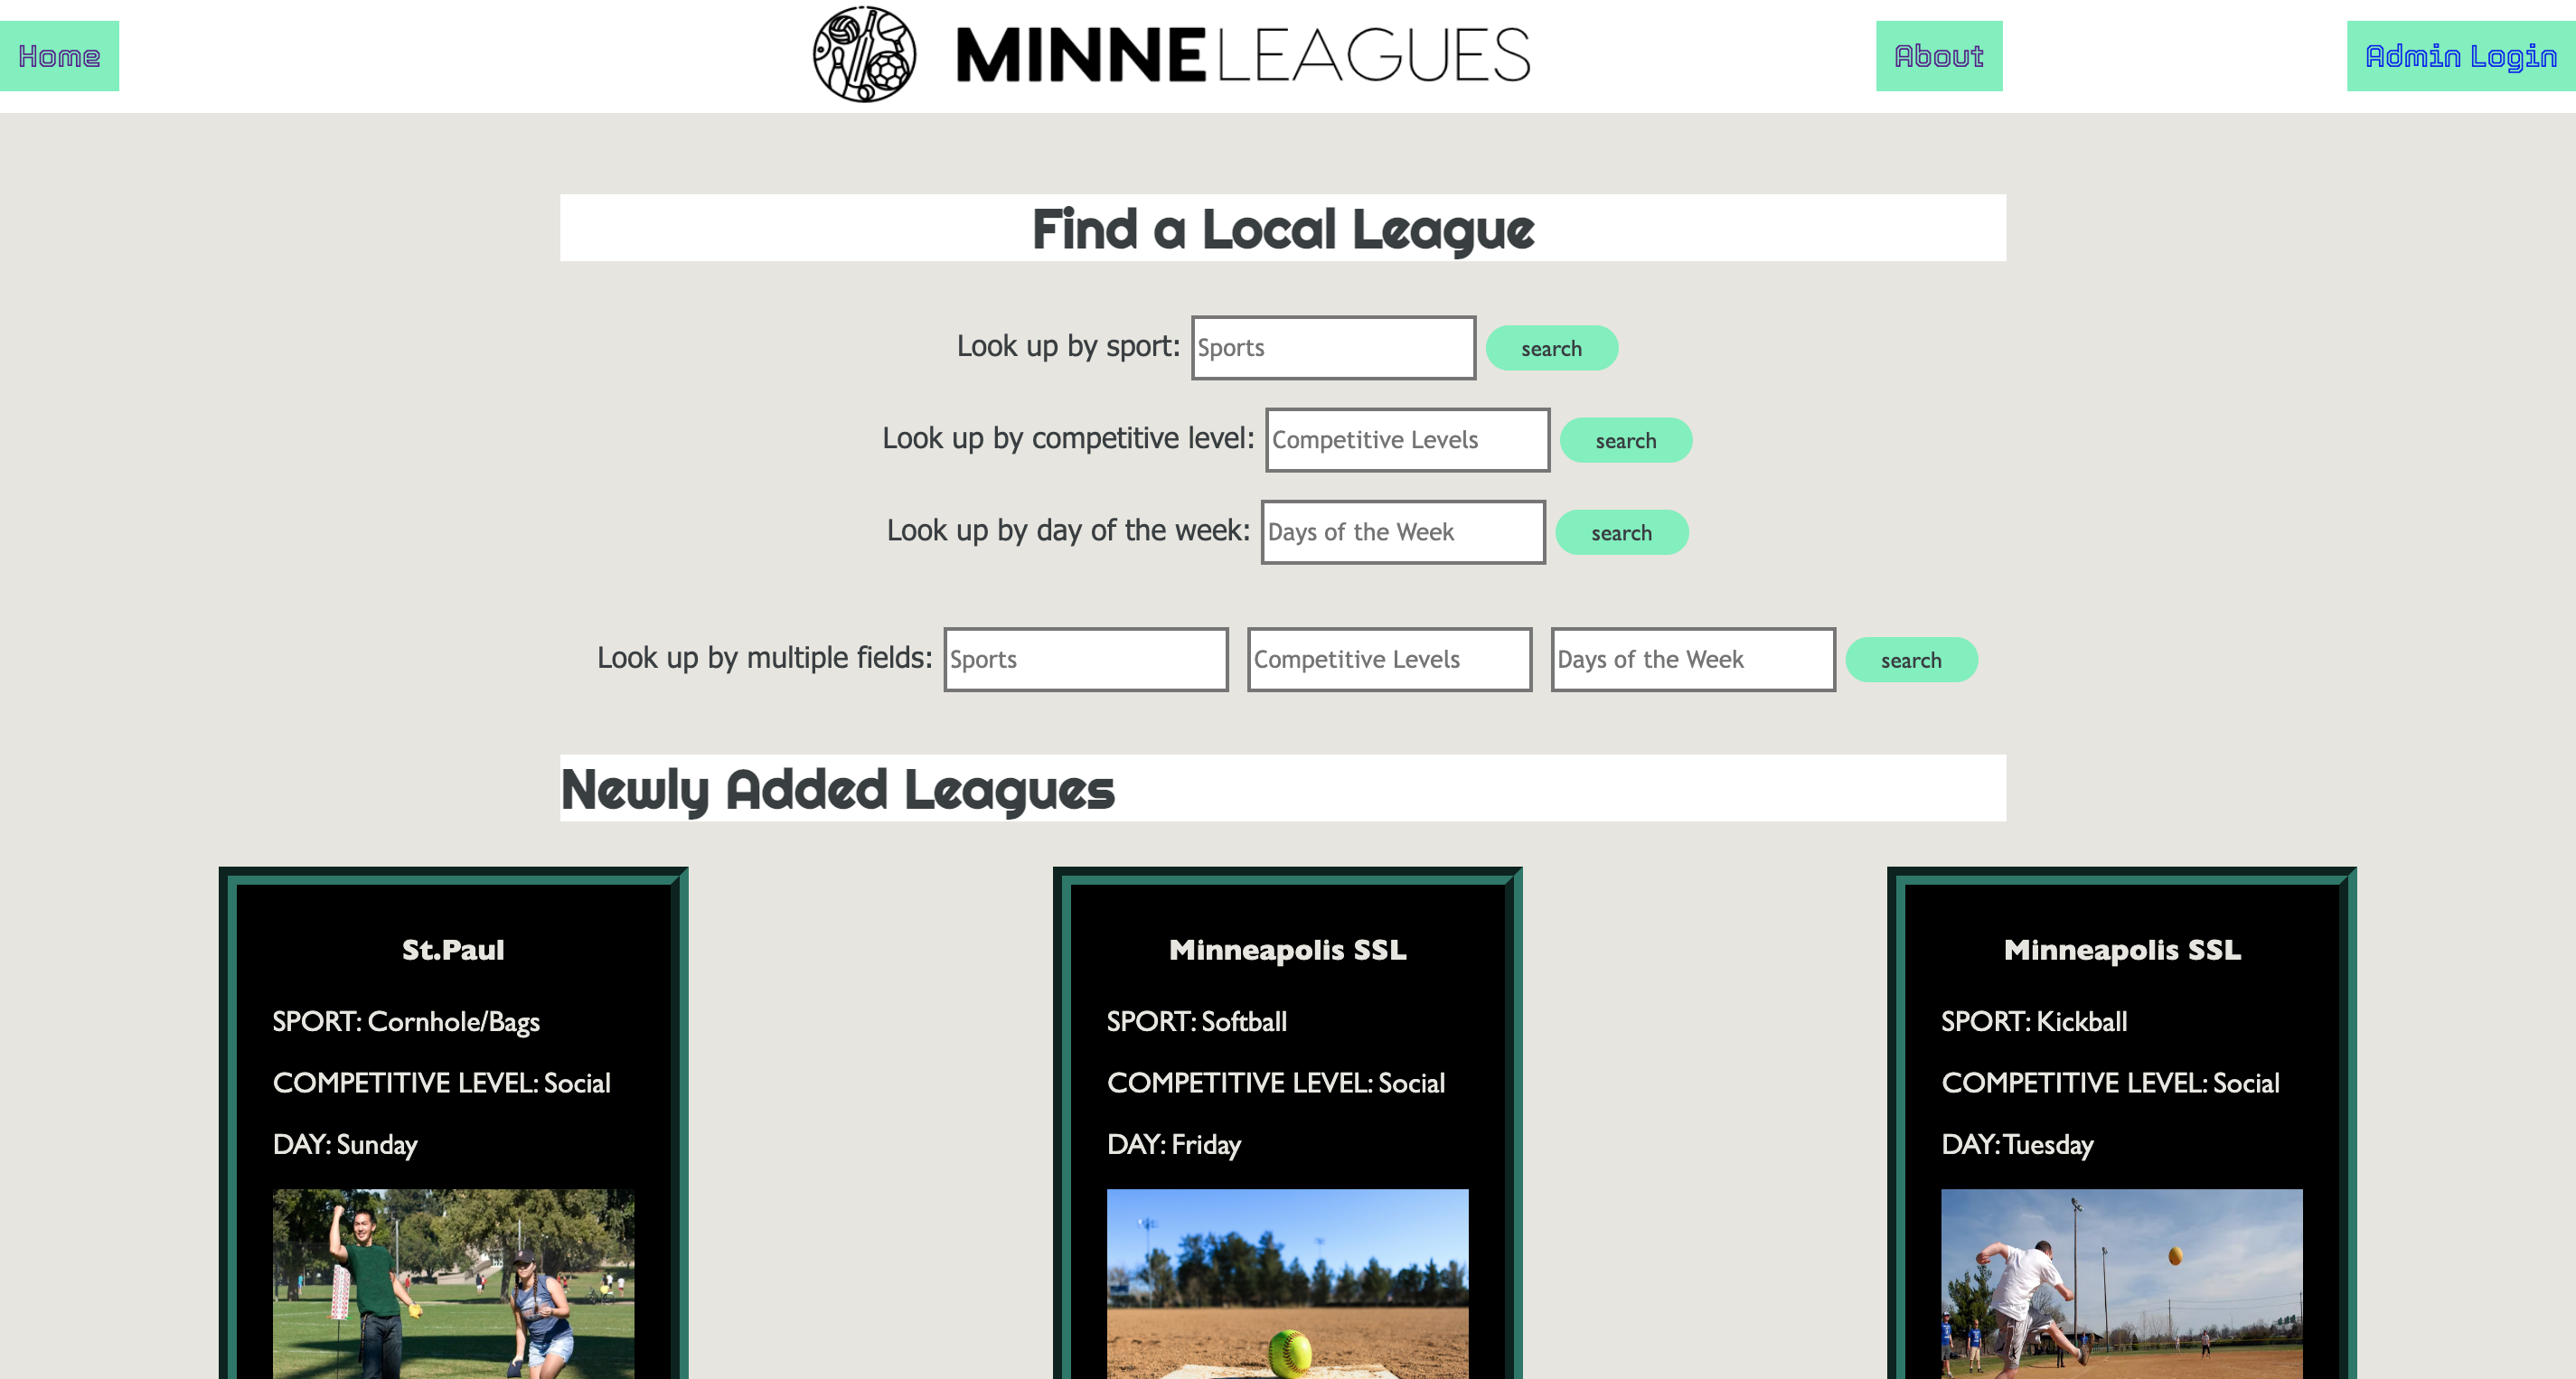 Home
MINNELEAGUES
About
Admin Login
Find a Local League
Look up by sport: Sports search
Look up by competitive level: Competitive Levels search
Look up by day of the week: Days of the Week search
Look up by multiple fields: Sports Competitive Levels Days of the Week search
Newly Added Leagues
St.Paul
SPORT: Cornhole/Bags
COMPETITIVE LEVEL: Social
DAY: Sunday
Minneapolis SSL
SPORT: Softball
COMPETITIVE LEVEL: Social
DAY: Friday
Minneapolis SSL
SPORT: Kickball
COMPETITIVE LEVEL: Social
DAY: Tuesday